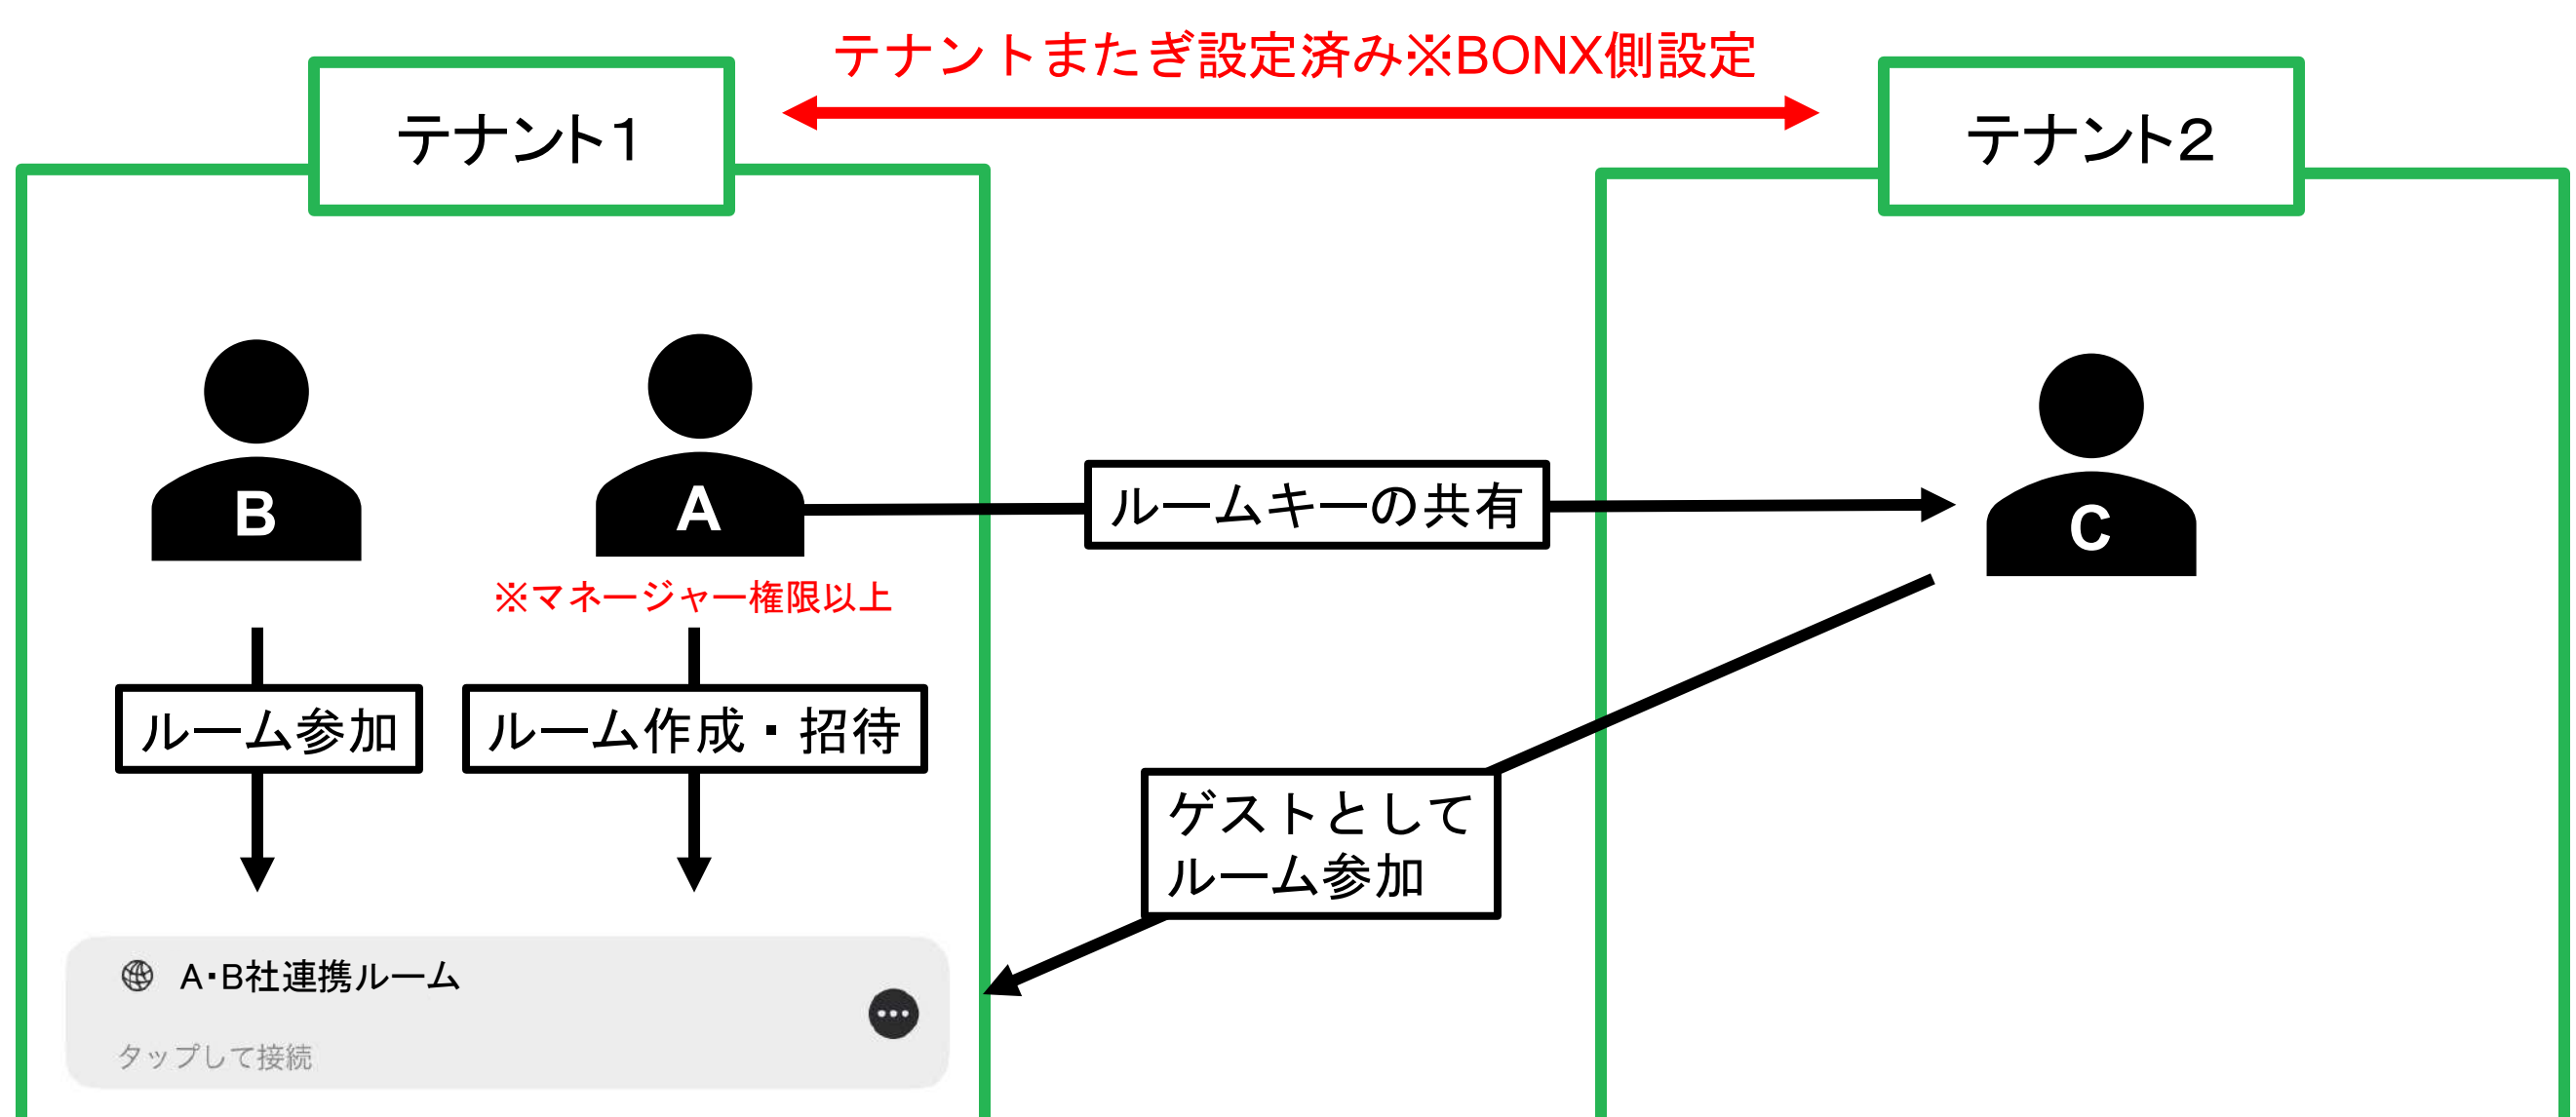 テナントまたぎ設定済み※BONX側設定
テナント1
テナント2
B
A
C
ルームキーの共有
※マネージャー権限以上
ルーム参加
ルーム作成・招待
ゲストとして
ルーム参加
A・B社連携ルーム
タップして接続